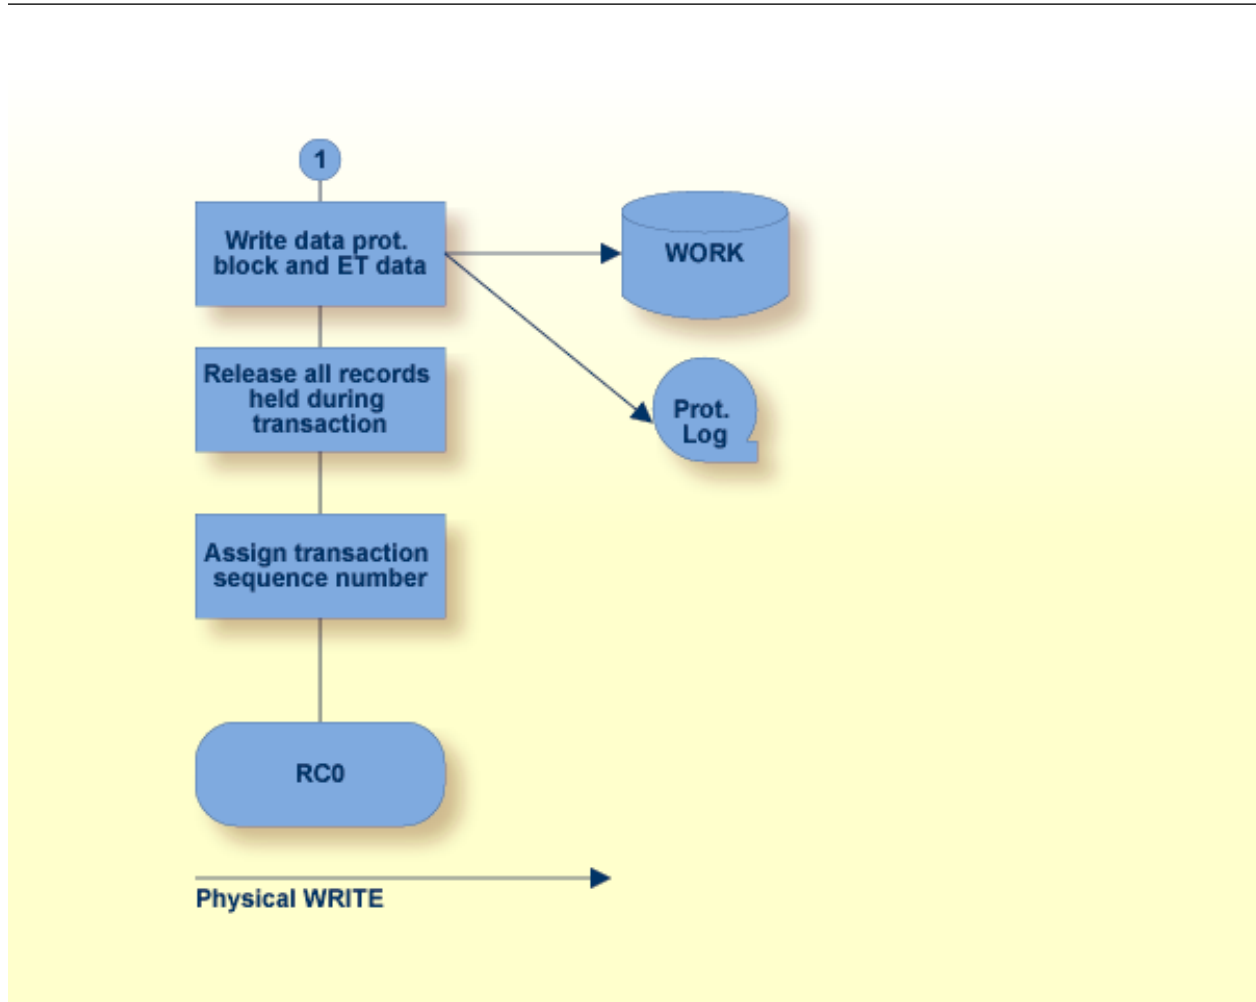 1
Write data prot.
block and ET data
WORK
Release all records
held during
transaction
Prot.
Log
Assign transaction
sequence number
RC0
Physical WRITE